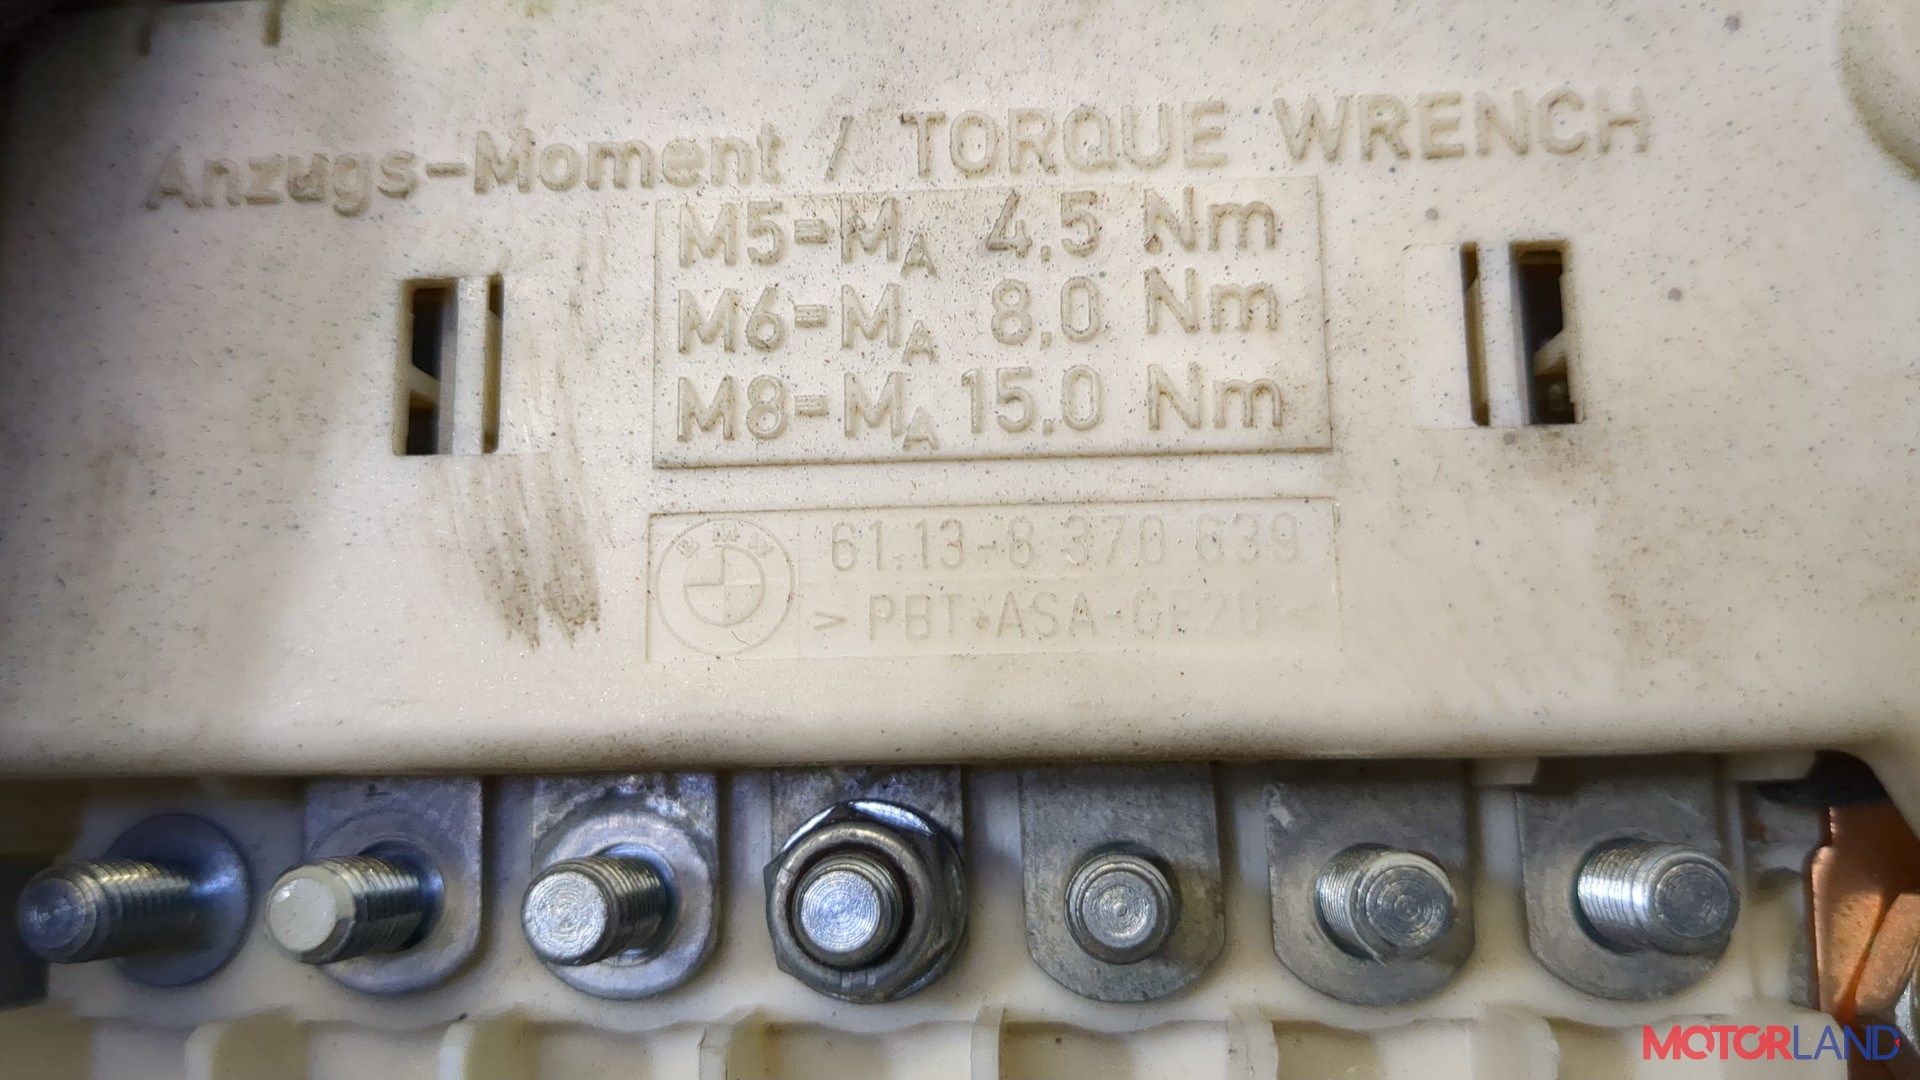 Anzugs-Moment / TORQUE WRENCH
M5=MA 4,5 Nm
M6=MA 8,0 Nm
M8=MA 15,0 Nm
BMW
61.13-8 370 639
> PBT+ASA-GF20
MOTORLAND